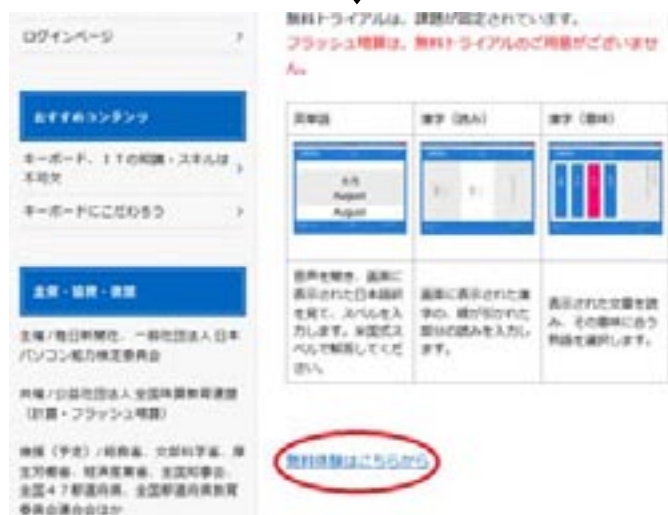 ログインページ
おすすめコンテンツ
キーボード、ITの知識・スキルは
不可欠
キーボードにこだわろう
主催・協賛・後援
主催/毎日新聞社、一般社団法人日本
パソコン能力検定委員会
共催/公益社団法人全国珠算教育連盟
(計算・フラッシュ暗算)
後援(予定)/総務省、文部科学省、厚
生労働省、経済産業省、全国知事会、
全国47都道府県、全国都道府県教育
委員会連合会ほか
無料トライアルは、課題が固定されています。
フラッシュ暗算は、無料トライアルのご用意がございませ
ん。
英単語
漢字(読み)
漢字(意味)
8月
August
August
音声を聞き、画面に
表示された日本語訳
を見て、スペルを入
力します。米国式ス
ペルで解答してくだ
さい。
画面に表示された漢
字の、線が引かれた
部分の読みを入力し
ます。
表示された文章を読
み、その意味に合う
熟語を選択します。
無料体験はこちらから